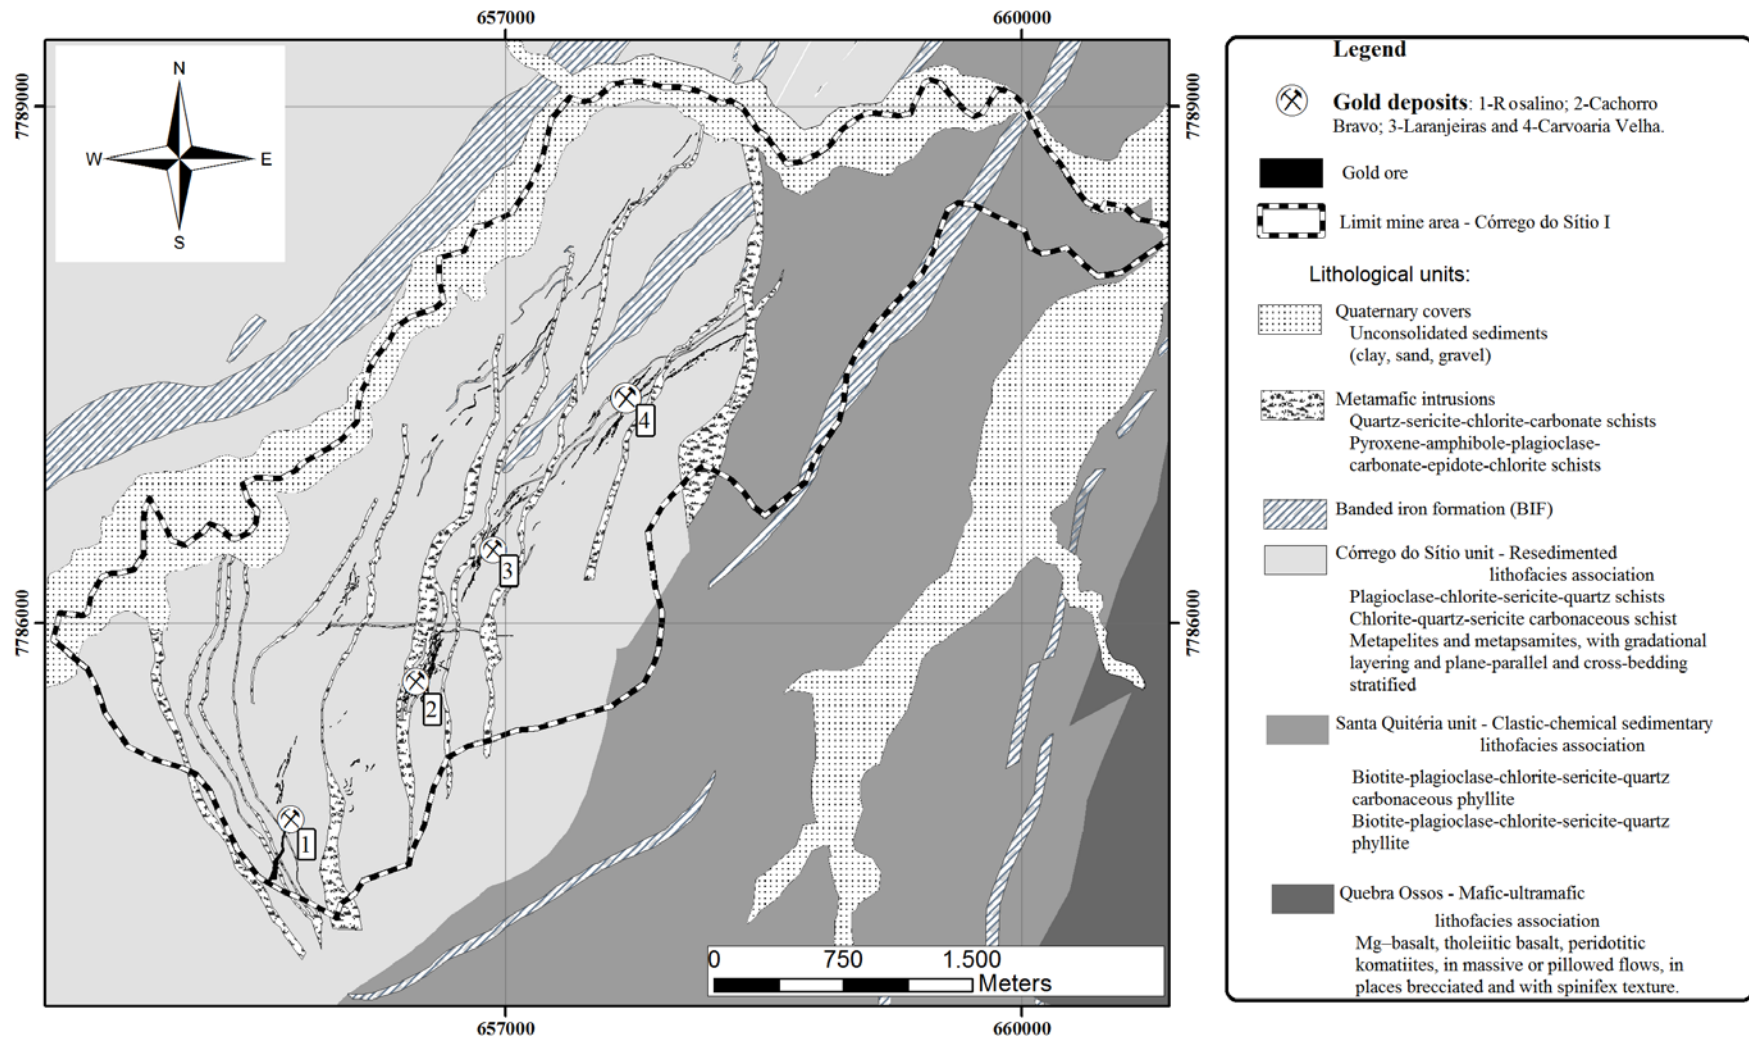 657000
660000
7789000
7789000
N
W
E
S
4
3
7786000
7786000
2
1
0
750
1.500
Meters
657000
660000
Legend
Gold deposits: 1-Rosalino; 2-Cachorro
Bravo; 3-Laranjeiras and 4-Carvoaria Velha.
Gold ore
Limit mine area - Córrego do Sítio I
Lithological units:
Quaternary covers
Unconsolidated sediments
(clay, sand, gravel)
Metamafic intrusions
Quartz-sericite-chlorite-carbonate schists
Pyroxene-amphibole-plagioclase-
carbonate-epidote-chlorite schists
Banded iron formation (BIF)
Córrego do Sítio unit - Resedimented
lithofacies association
Plagioclase-chlorite-sericite-quartz schists
Chlorite-quartz-sericite carbonaceous schist
Metapelites and metapsamites, with gradational
layering and plane-parallel and cross-bedding
stratified
Santa Quitéria unit - Clastic-chemical sedimentary
lithofacies association
Biotite-plagioclase-chlorite-sericite-quartz
carbonaceous phyllite
Biotite-plagioclase-chlorite-sericite-quartz
phyllite
Quebra Ossos - Mafic-ultramafic
lithofacies association
Mg–basalt, tholeiitic basalt, peridotitic
komatiites, in massive or pillowed flows, in
places brecciated and with spinifex texture.